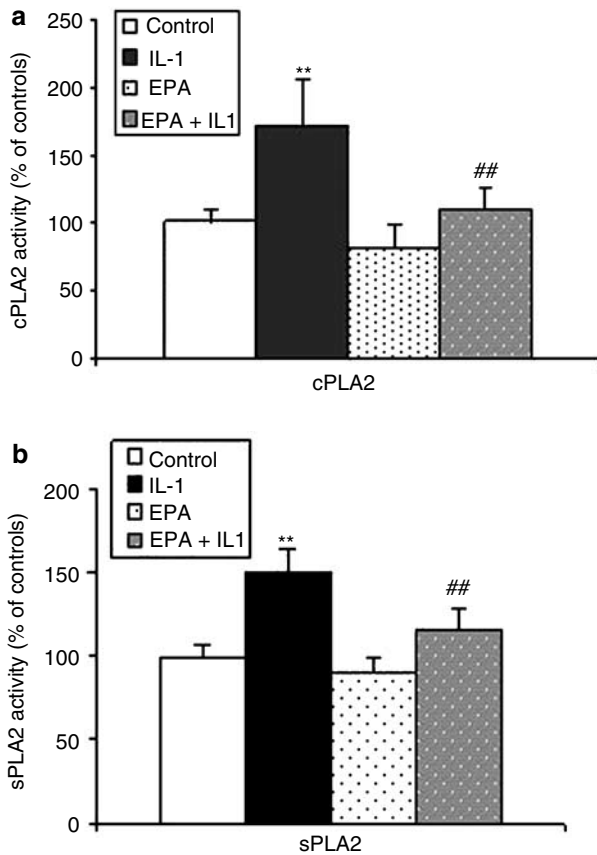 a
Control
IL-1
EPA
EPA + IL1
cPLA2 activity (% of controls)
250
200
150
100
50
0
**
##
cPLA2
b
Control
IL-1
EPA
EPA + IL1
sPLA2 activity (% of controls)
200
150
100
50
0
**
##
sPLA2